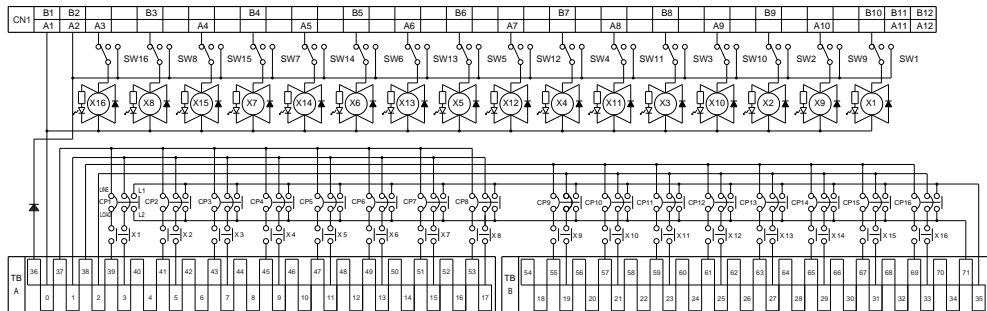 CN1 B1 B2 B3 B4 B5 B6 B7 B8 B9 B10 B11 B12
A1 A2 A3 A4 A5 A6 A7 A8 A9 A10 A11 A12
SW16 SW8 SW15 SW7 SW14 SW6 SW13 SW5 SW12 SW4 SW11 SW3 SW10 SW2 SW9 SW1
X16 X8 X15 X7 X14 X6 X13 X5 X12 X4 X11 X3 X10 X2 X9 X1
LINE L1
CP1 CP2 CP3 CP4 CP5 CP6 CP7 CP8 CP9 CP10 CP11 CP12 CP13 CP14 CP15 CP16
LOAD L2
X1 X2 X3 X4 X5 X6 X7 X8 X9 X10 X11 X12 X13 X14 X15 X16
TB A 36 37 38 39 40 41 42 43 44 45 46 47 48 49 50 51 52 53
0 1 2 3 4 5 6 7 8 9 10 11 12 13 14 15 16 17
TB B 54 55 56 57 58 59 60 61 62 63 64 65 66 67 68 69 70 71
18 19 20 21 22 23 24 25 26 27 28 29 30 31 32 33 34 35